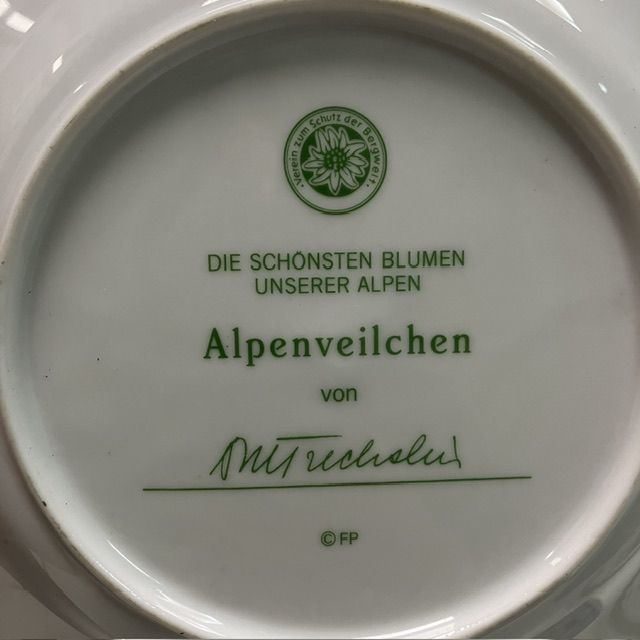 Verein zum Schutz der Bergwelt.
DIE SCHÖNSTEN BLUMEN
UNSERER ALPEN
Alpenveilchen
von
© FP